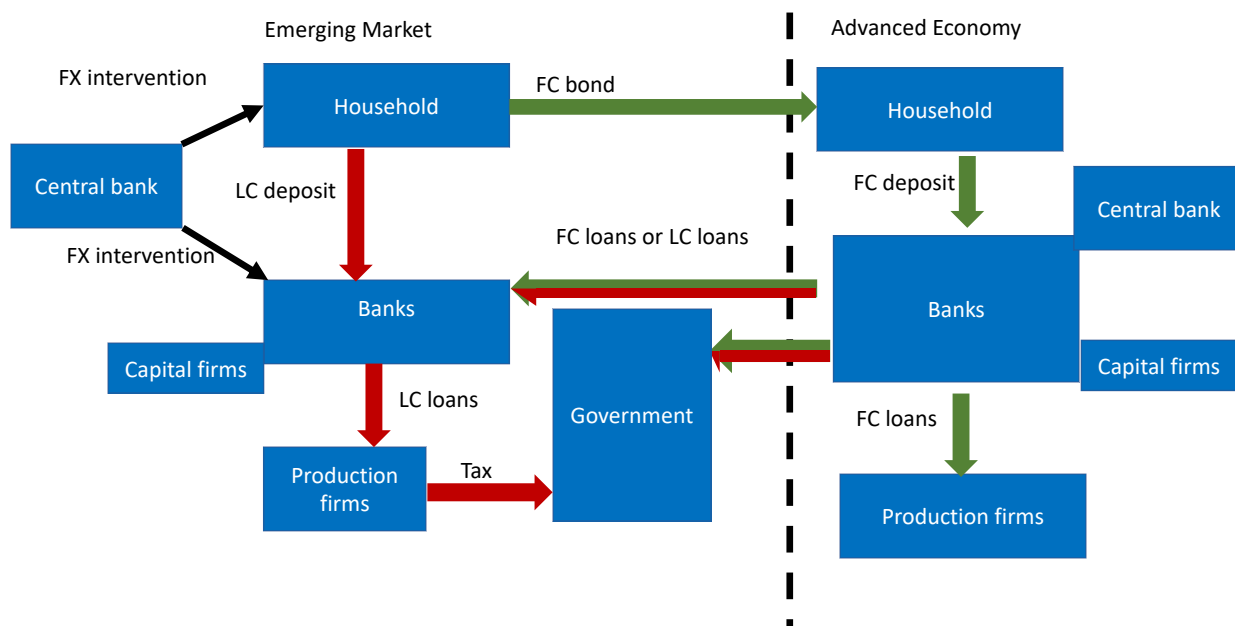 Emerging Market
Advanced Economy
FX intervention
Household
FC bond
Household
Central bank
LC deposit
FC deposit
Central bank
FX intervention
FC loans or LC loans
Banks
Banks
Capital firms
Capital firms
LC loans
Government
FC loans
Production
firms
Tax
Production firms